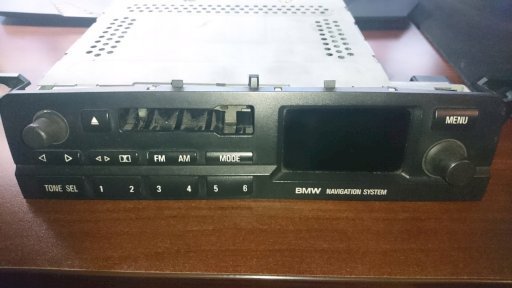 MENU
FM AM MODE
TONE SEL 1 2 3 4 5 6
BMW NAVIGATION SYSTEM